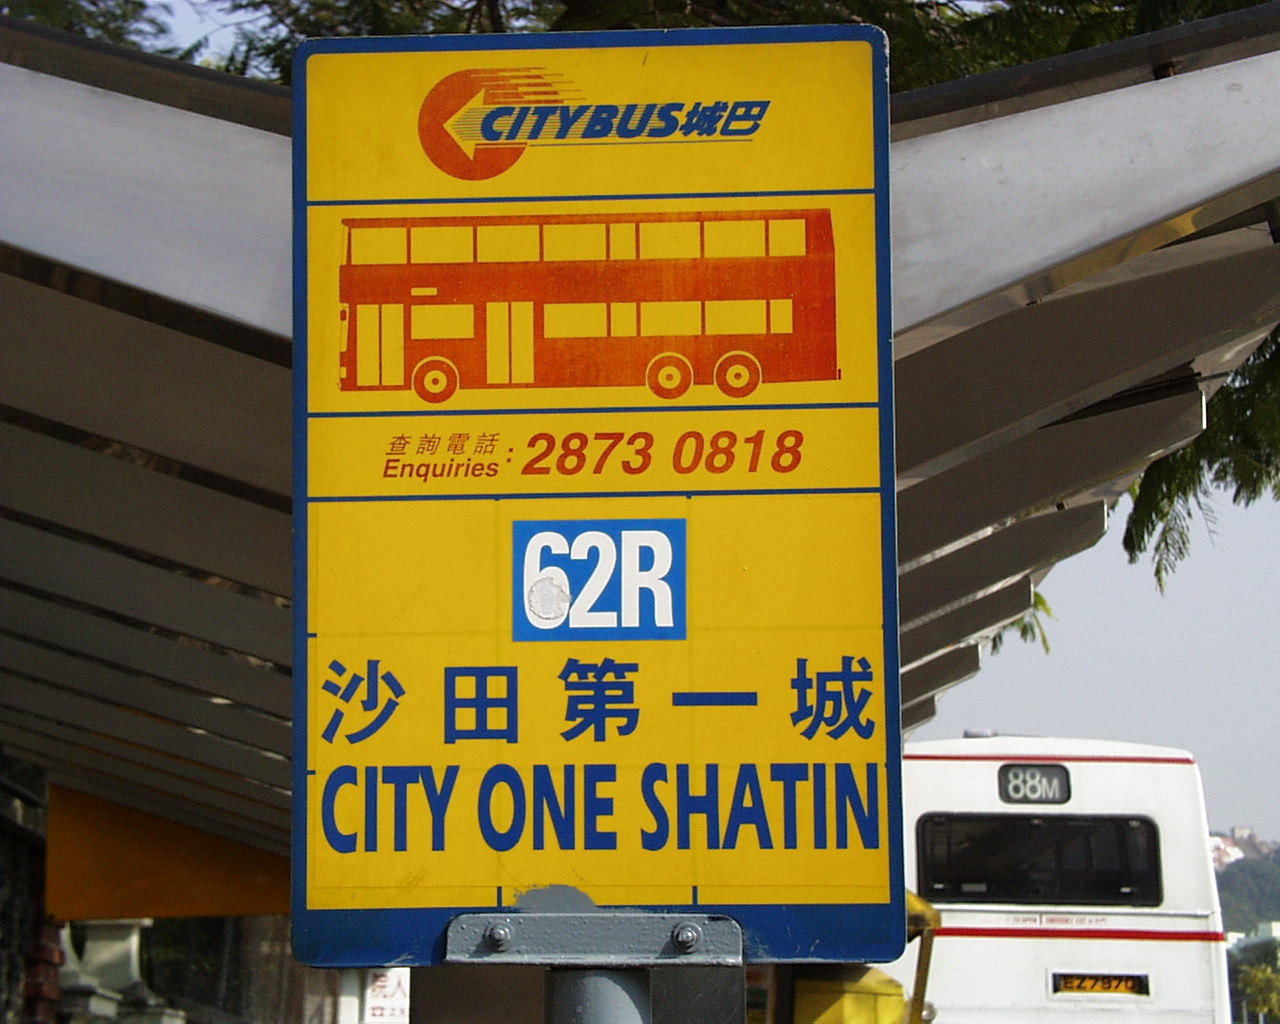 CITYBUS城巴
查詢電話
Enquiries : 2873 0818
62R
沙田第一城
CITY ONE SHATIN
88M